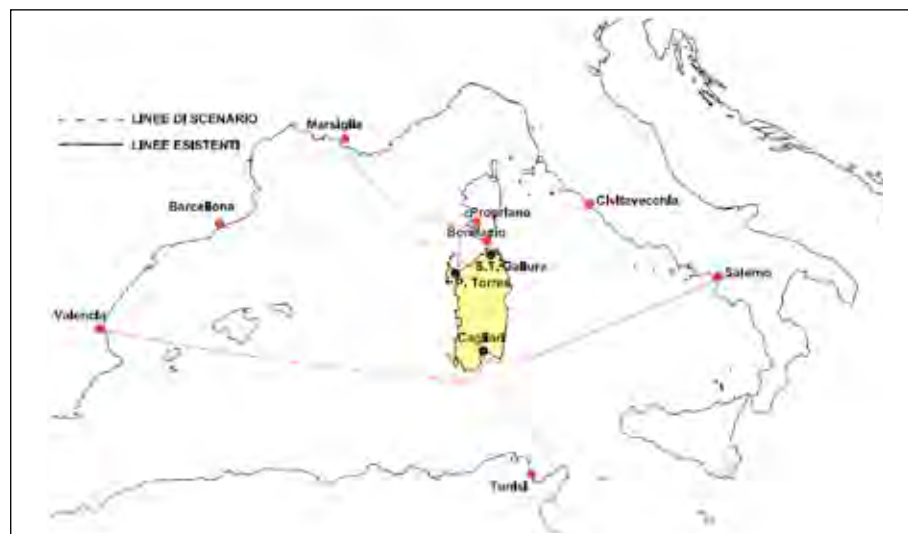 LINEE DI SCENARIO
LINEE ESISTENTI
Marsiglia
Barcellona
Propriano
Civitavecchia
Bonifacio
S.T. Gallura
P. Torres
Salerno
Valencia
Cagliari
Tunisi